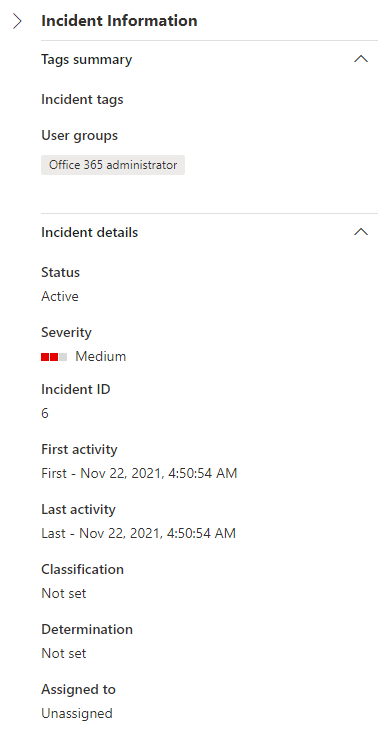 Incident Information
Tags summary
Incident tags
User groups
Office 365 administrator
Incident details
Status
Active
Severity
Medium
Incident ID
6
First activity
First - Nov 22, 2021, 4:50:54 AM
Last activity
Last - Nov 22, 2021, 4:50:54 AM
Classification
Not set
Determination
Not set
Assigned to
Unassigned